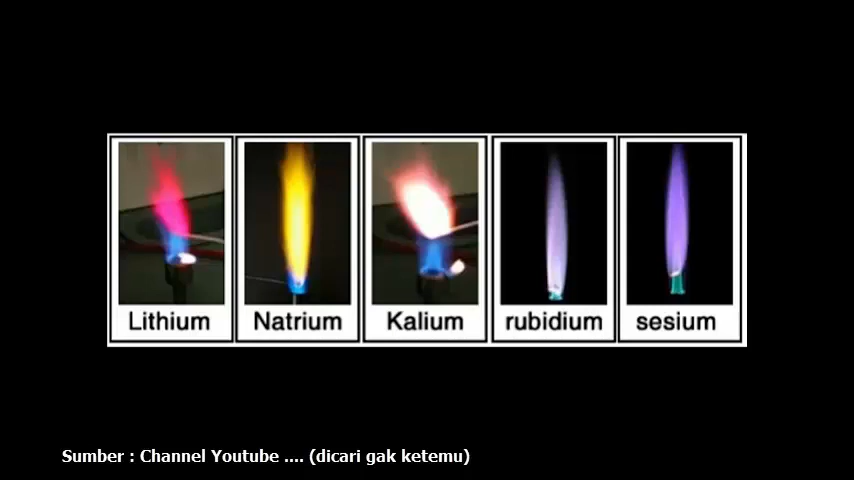 Lithium
Natrium
Kalium
rubidium
sesium
Sumber : Channel Youtube .... (dicari gak ketemu)